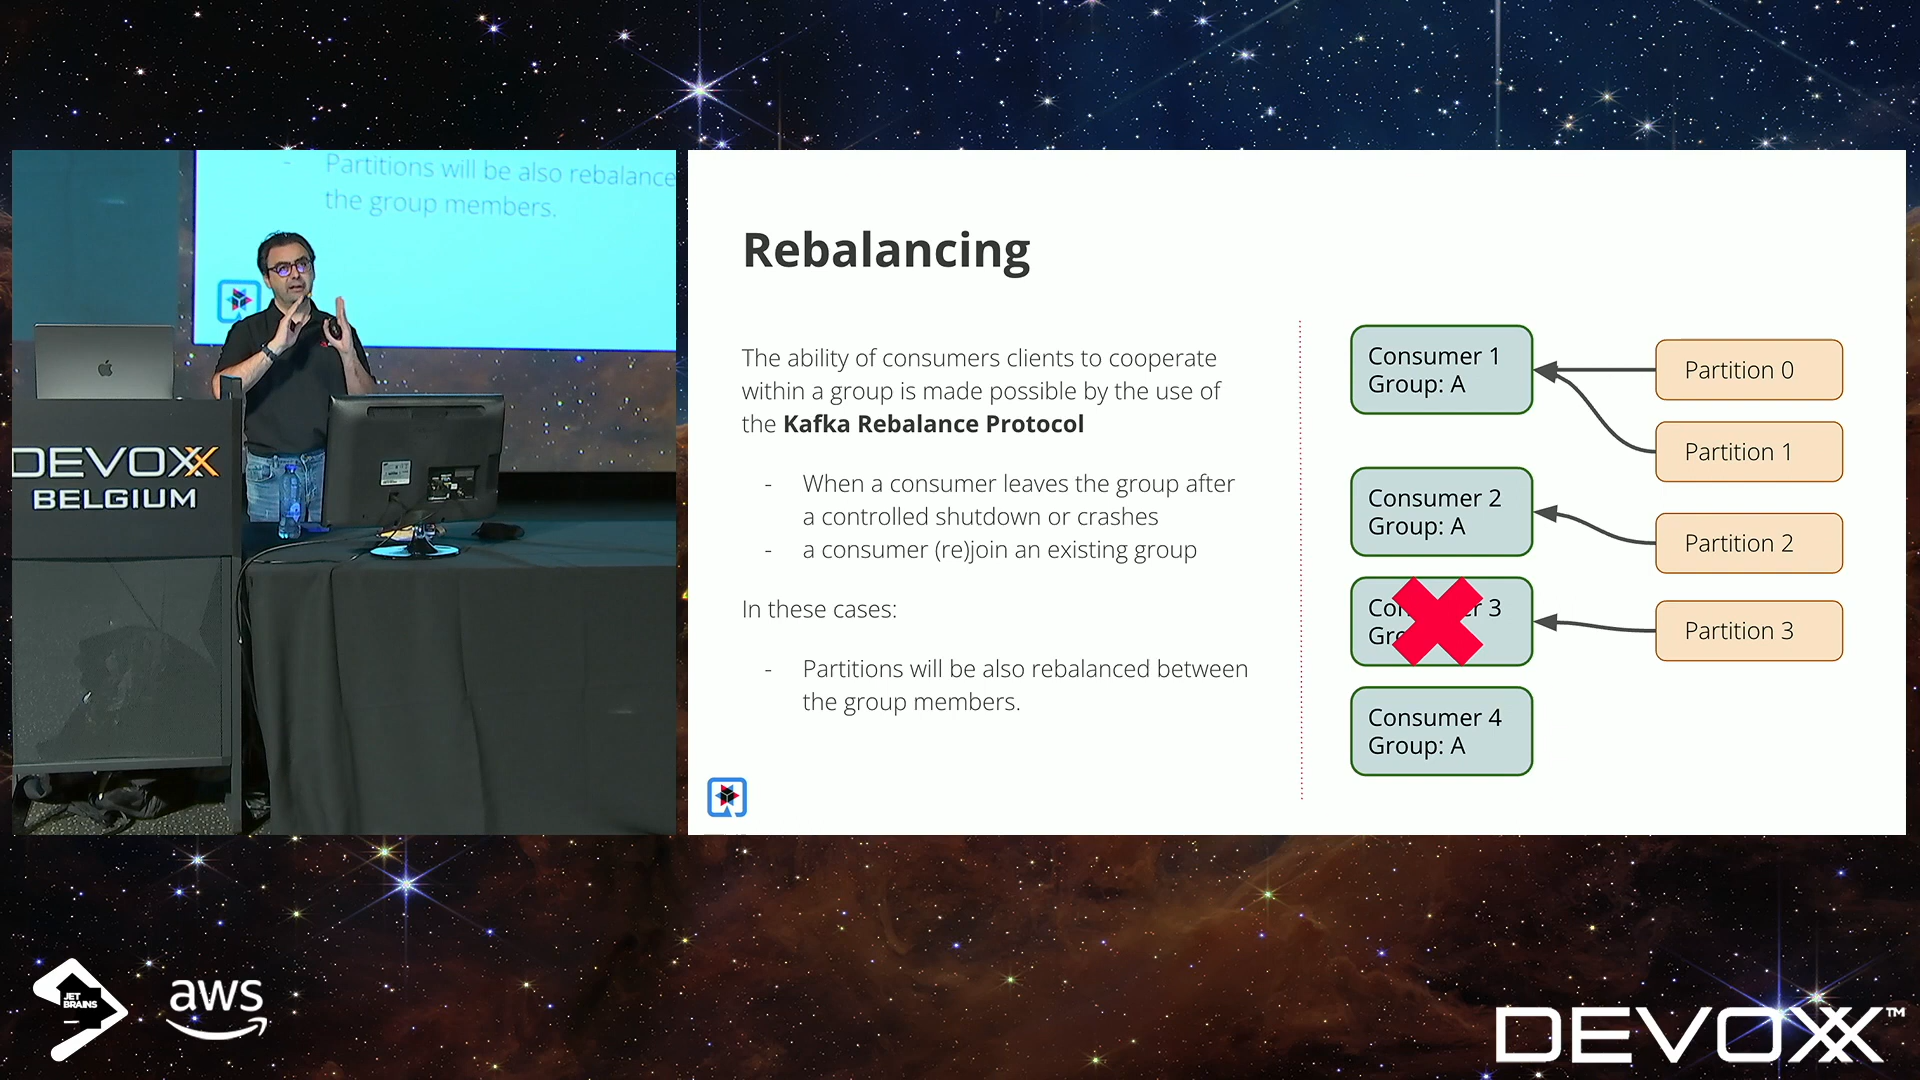 Partitions will be also rebalance
the group members.
DEVOXX
BELGIUM
Rebalancing
The ability of consumers clients to cooperate
within a group is made possible by the use of
the Kafka Rebalance Protocol
- When a consumer leaves the group after
a controlled shutdown or crashes
- a consumer (re)join an existing group
In these cases:
- Partitions will be also rebalanced between
the group members.
Consumer 1
Group: A
Consumer 2
Group: A
3
Consumer 4
Group: A
Partition 0
Partition 1
Partition 2
Partition 3
JET
BRAINS
aws
DEVOXX™